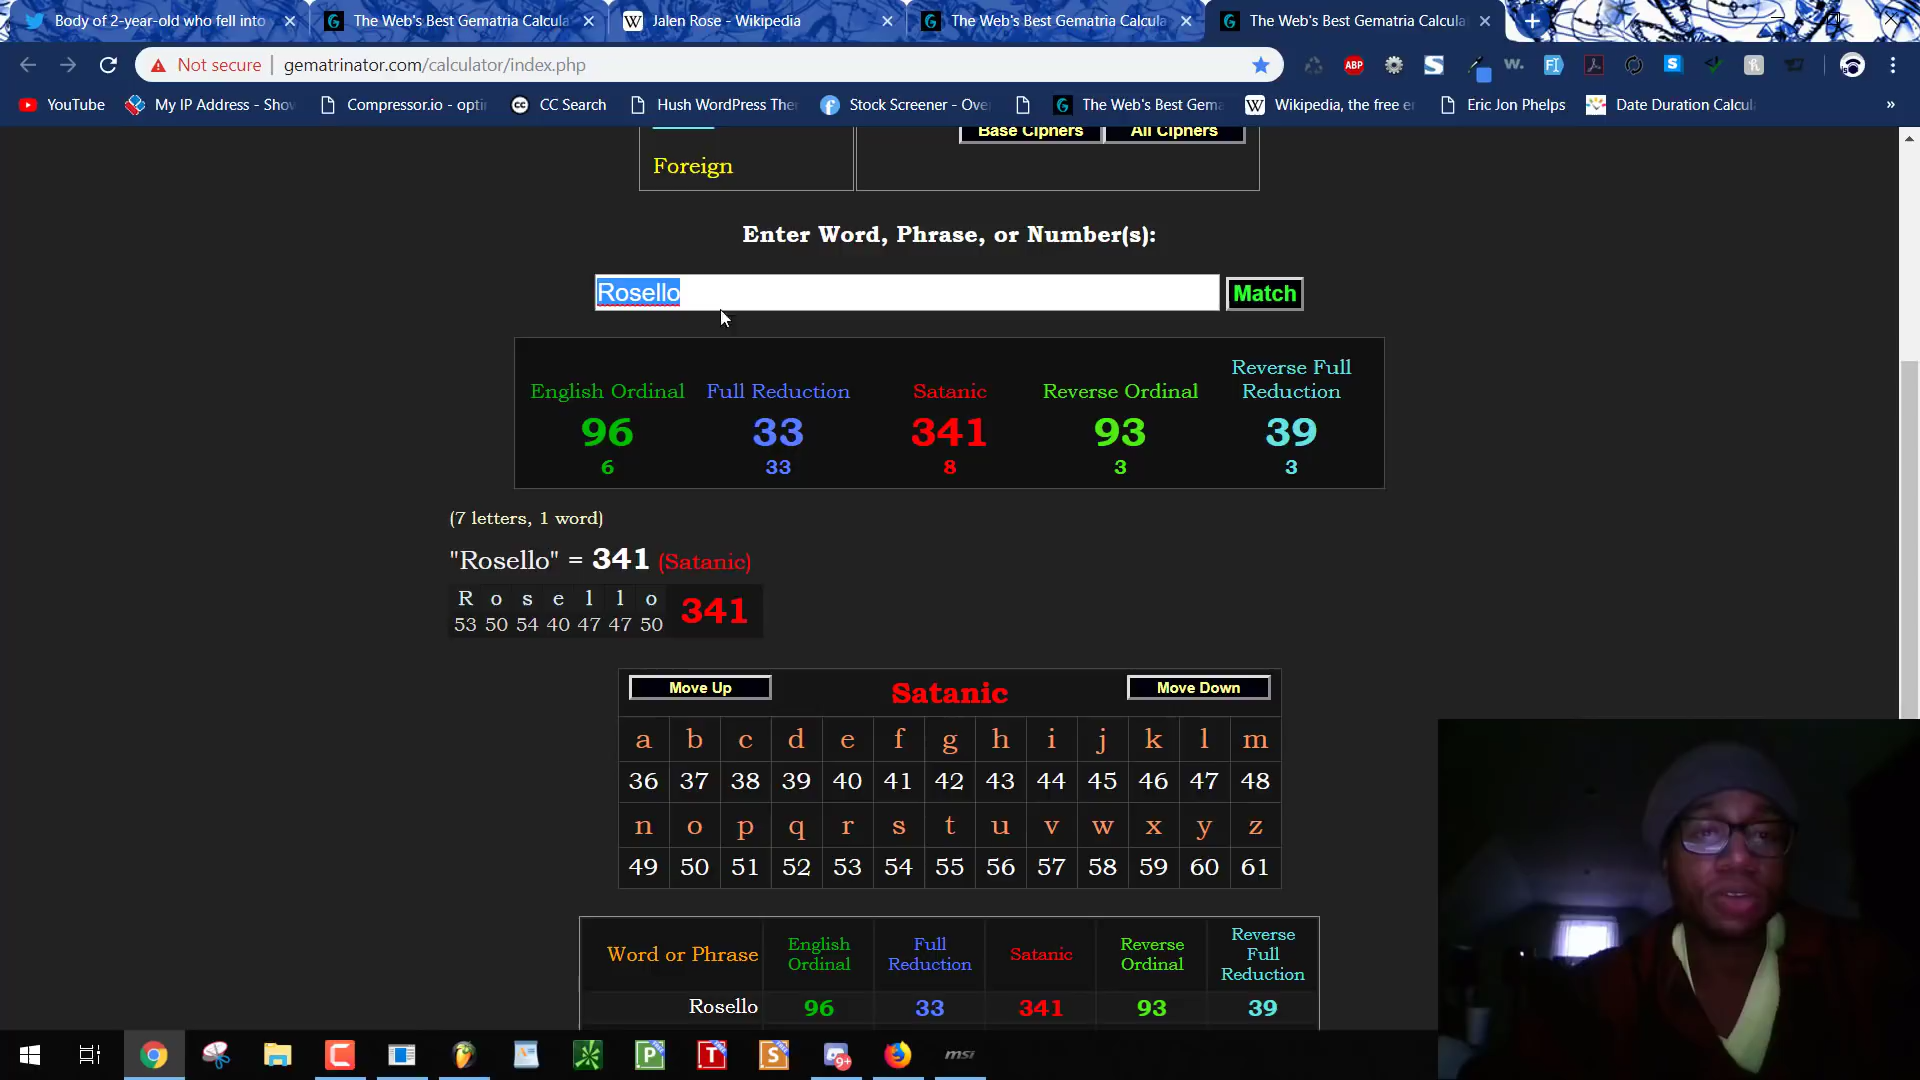 Body of 2-year-old who fell into
The Web's Best Gematria Calcula
Jalen Rose - Wikipedia
The Web's Best Gematria Calcula
The Web's Best Gematria Calcula
Not secure | gematrinator.com/calculator/index.php
YouTube
My IP Address - Show
Compressor.io - opti
CC Search
Hush WordPress The
Stock Screener - Ove
The Web's Best Gema
Wikipedia, the free e
Eric Jon Phelps
Date Duration Calcu
»
Base Ciphers All Ciphers
Foreign
Enter Word, Phrase, or Number(s):
Rosello Match
English Ordinal Full Reduction Satanic Reverse Ordinal Reverse Full Reduction
96 33 341 93 39
6 33 8 3 3
(7 letters, 1 word)
"Rosello" = 341 (Satanic)
R o s e l l o
53 50 54 40 47 47 50 341
Move Up Satanic Move Down
a b c d e f g h i j k l m
36 37 38 39 40 41 42 43 44 45 46 47 48
n o p q r s t u v w x y z
49 50 51 52 53 54 55 56 57 58 59 60 61
Word or Phrase English Ordinal Full Reduction Satanic Reverse Ordinal Reverse Full Reduction
Rosello 96 33 341 93 39
msi